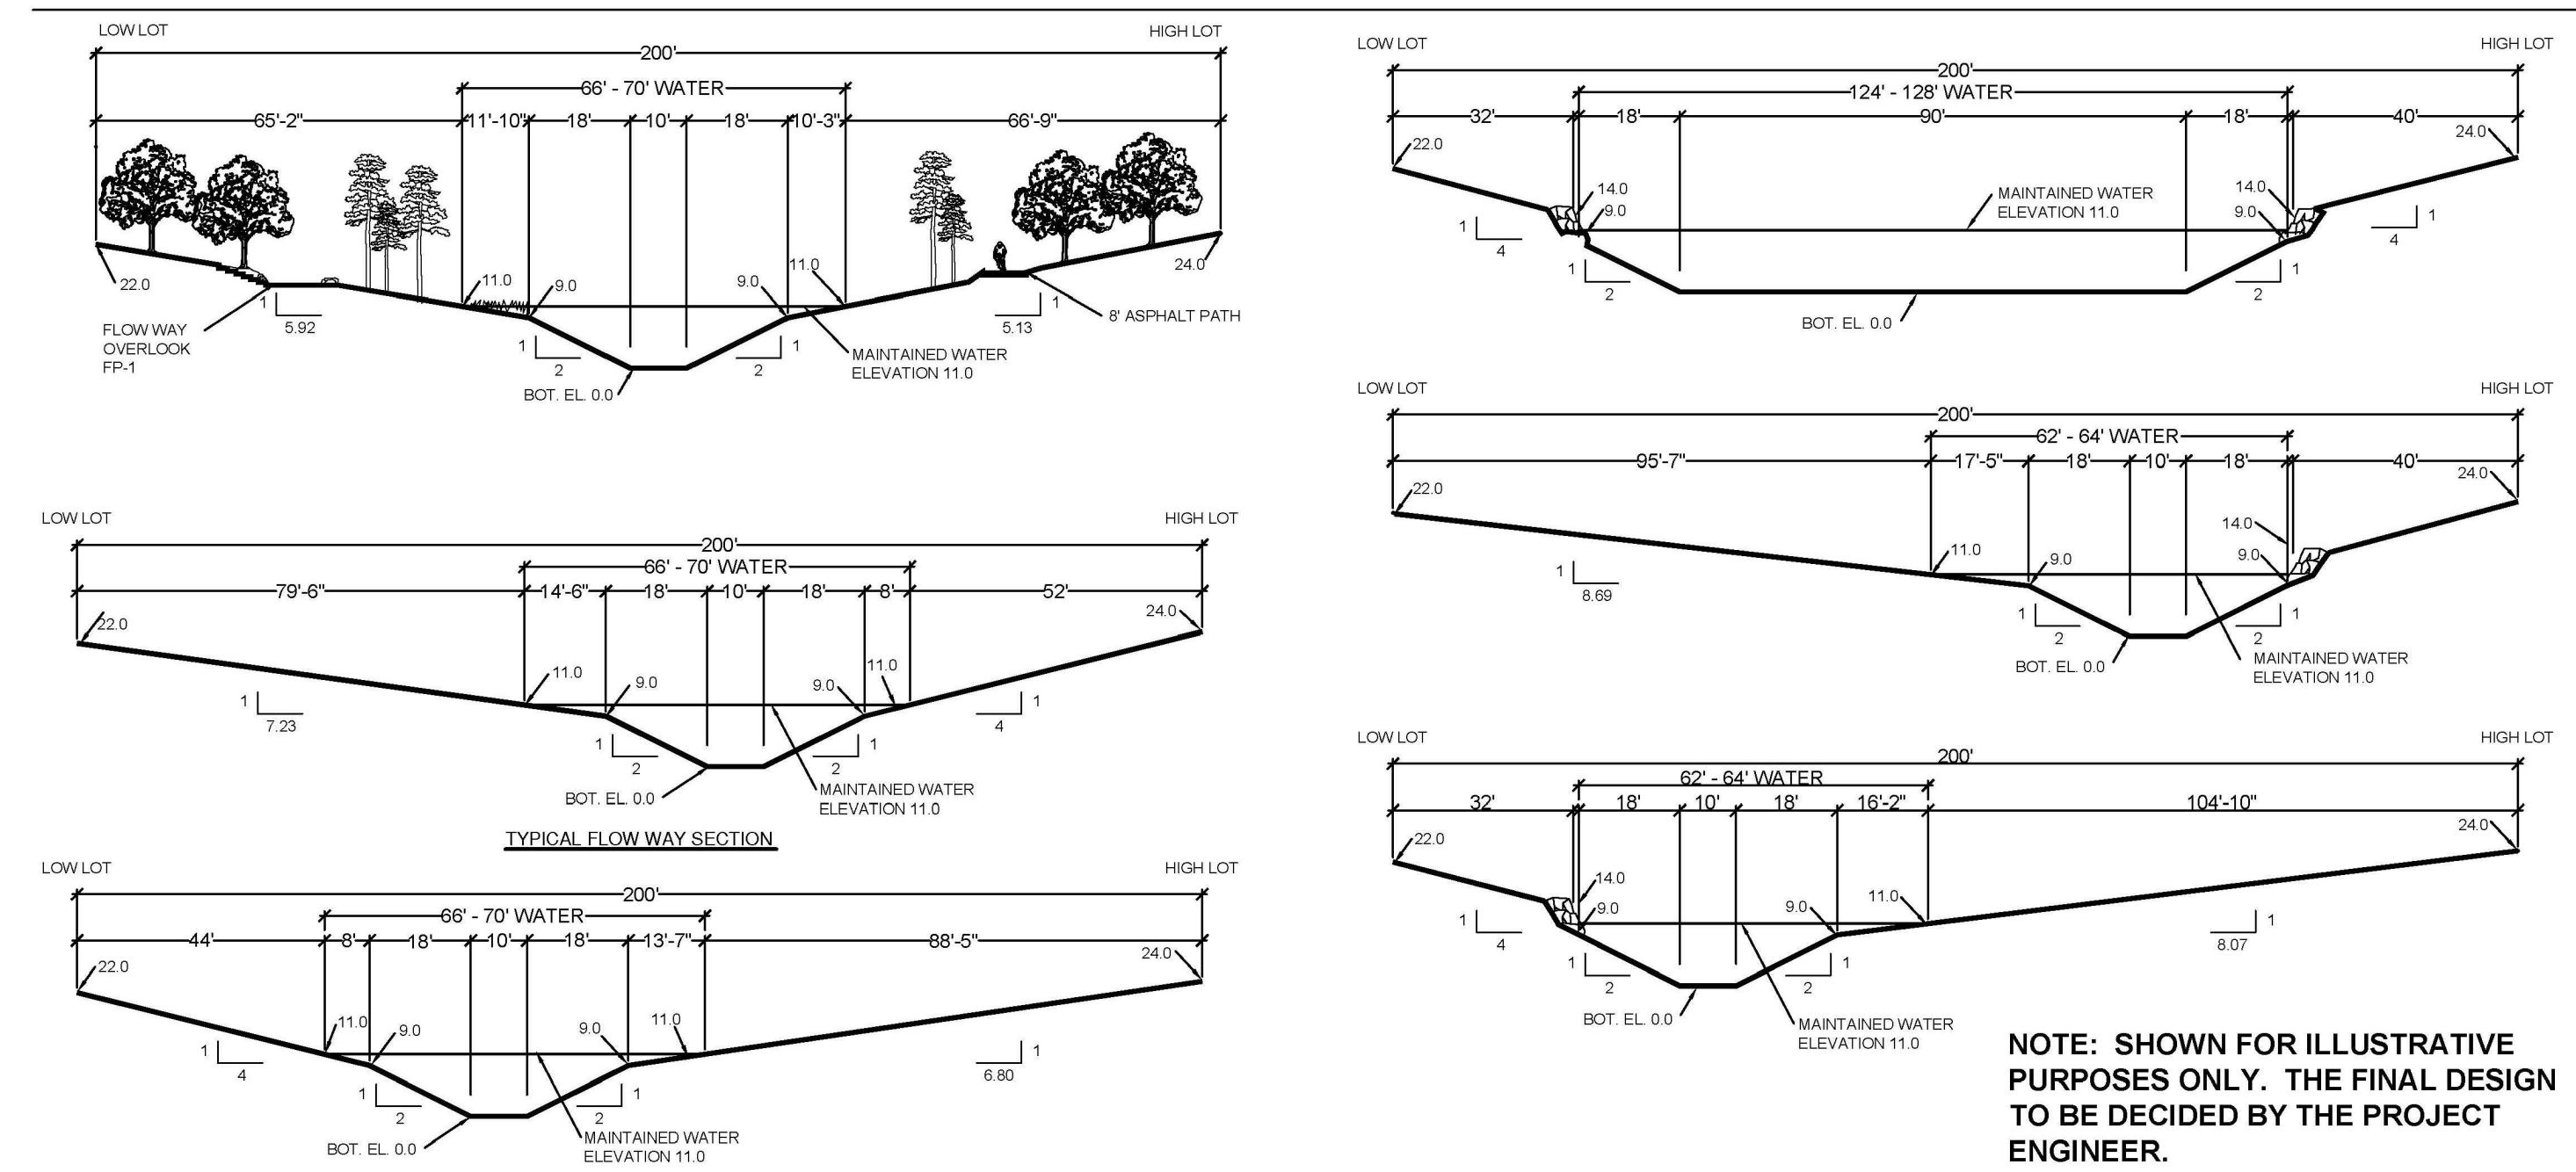 LOW LOT
HIGH LOT
200'
66' - 70' WATER
65'-2"
11'-10"
18'
10'
18'
10'-3"
66'-9"
22.0
11.0
9.0
9.0
11.0
24.0
FLOW WAY
OVERLOOK
FP-1
1
5.92
1
2
1
2
1
5.13
8' ASPHALT PATH
MAINTAINED WATER
ELEVATION 11.0
BOT. EL. 0.0
LOW LOT
HIGH LOT
200'
66' - 70' WATER
79'-6"
14'-6"
18'
10'
18'
8'
52'
22.0
11.0
9.0
9.0
11.0
24.0
1
7.23
1
2
1
2
1
4
BOT. EL. 0.0
MAINTAINED WATER
ELEVATION 11.0
TYPICAL FLOW WAY SECTION
LOW LOT
HIGH LOT
200'
66' - 70' WATER
44'
8'
18'
10'
18'
13'-7"
88'-5"
22.0
11.0
9.0
9.0
11.0
24.0
1
4
1
2
1
2
1
6.80
BOT. EL. 0.0
MAINTAINED WATER
ELEVATION 11.0
LOW LOT
HIGH LOT
200'
124' - 128' WATER
32'
18'
90'
18'
40'
22.0
14.0
9.0
MAINTAINED WATER
ELEVATION 11.0
14.0
9.0
24.0
1
4
1
2
1
2
1
4
BOT. EL. 0.0
LOW LOT
HIGH LOT
200'
62' - 64' WATER
95'-7"
17'-5"
18'
10'
18'
40'
22.0
11.0
9.0
14.0
9.0
24.0
1
8.69
1
2
1
2
BOT. EL. 0.0
MAINTAINED WATER
ELEVATION 11.0
LOW LOT
HIGH LOT
200'
62' - 64' WATER
32'
18'
10'
18'
16'-2"
104'-10"
22.0
14.0
9.0
9.0
11.0
24.0
1
4
1
2
1
2
1
8.07
BOT. EL. 0.0
MAINTAINED WATER
ELEVATION 11.0
NOTE: SHOWN FOR ILLUSTRATIVE
PURPOSES ONLY. THE FINAL DESIGN
TO BE DECIDED BY THE PROJECT
ENGINEER.